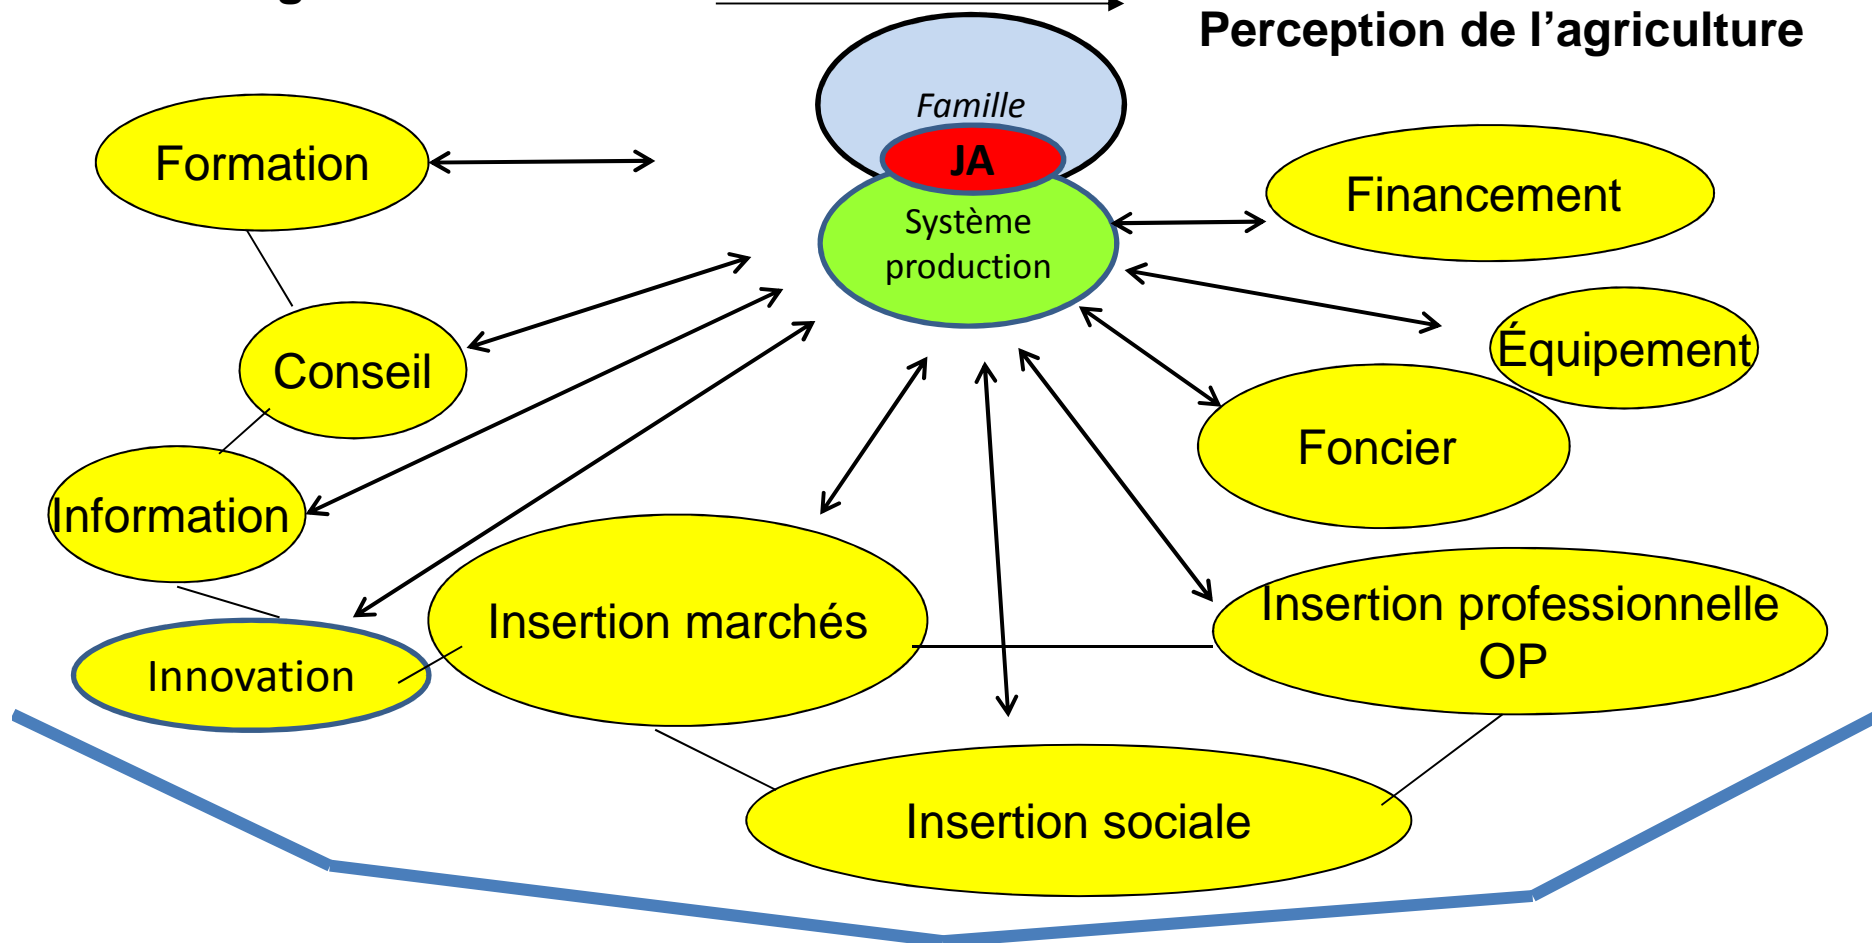 Perception de l’agriculture
Famille
JA
Système
production
Formation
Financement
Conseil
Équipement
Foncier
Information
Innovation
Insertion marchés
Insertion professionnelle
OP
Insertion sociale